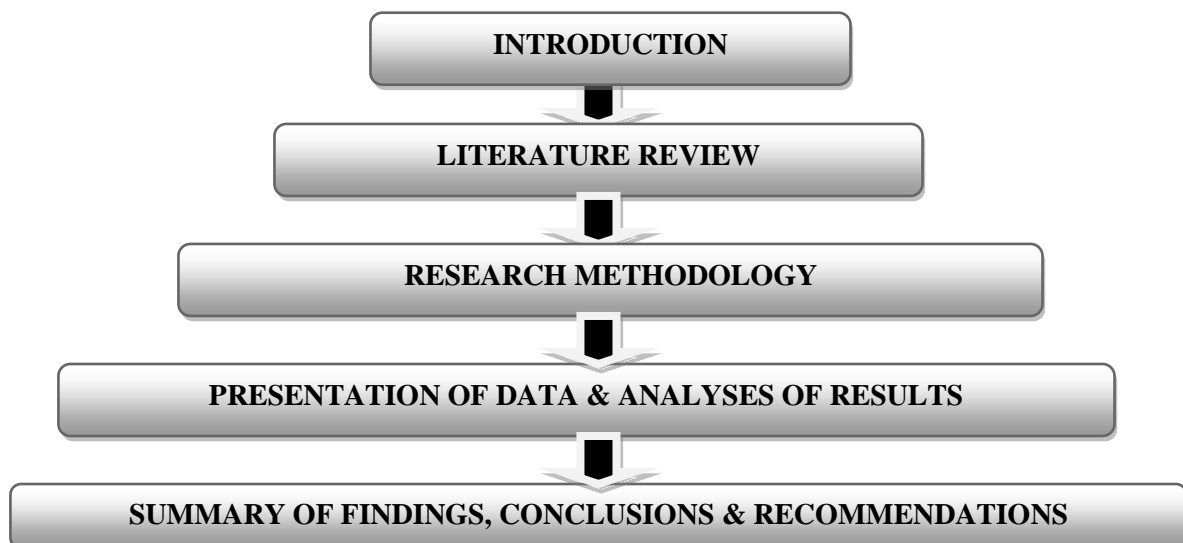 INTRODUCTION
LITERATURE REVIEW
RESEARCH METHODOLOGY
PRESENTATION OF DATA & ANALYSES OF RESULTS
SUMMARY OF FINDINGS, CONCLUSIONS & RECOMMENDATIONS